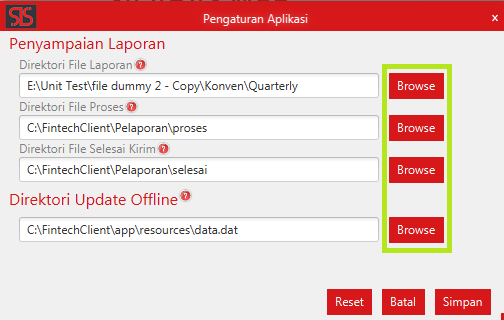 SJS
Pengaturan Aplikasi
x
Penyampaian Laporan
Direktori File Laporan ?
E:\Unit Test\file dummy 2 - Copy\Konven\Quarterly
Browse
Direktori File Proses ?
C:\FintechClient\Pelaporan\proses
Browse
Direktori File Selesai Kirim ?
C:\FintechClient\Pelaporan\selesai
Browse
Direktori Update Offline ?
C:\FintechClient\app\resources\data.dat
Browse
Reset
Batal
Simpan